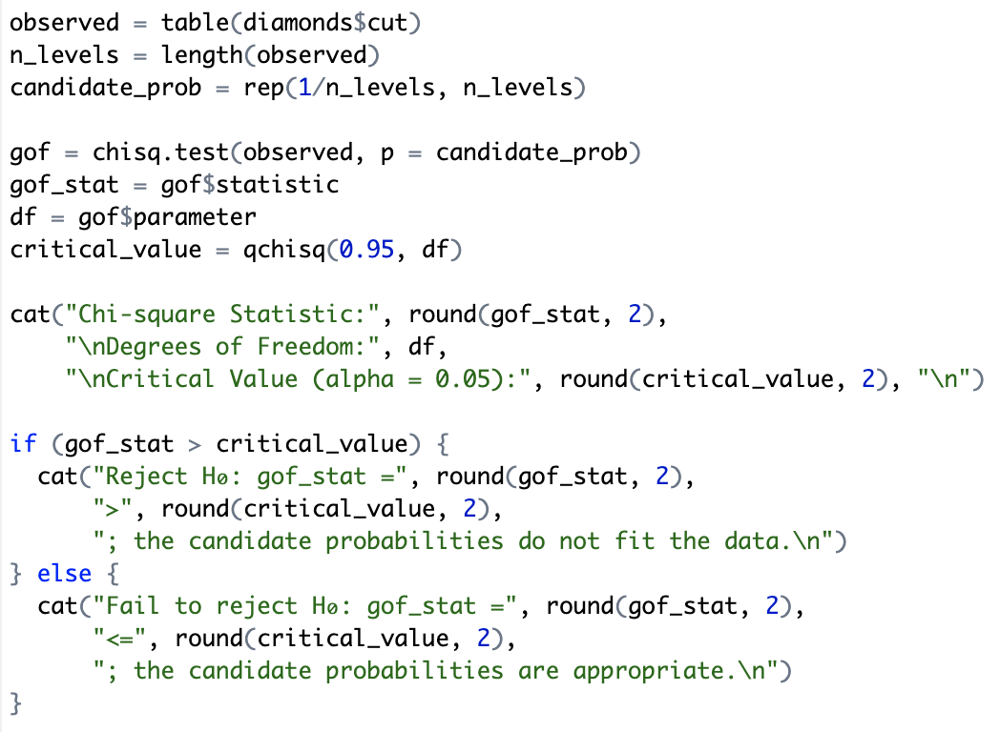 observed = table(diamonds$cut)
n_levels = length(observed)
candidate_prob = rep(1/n_levels, n_levels)

gof = chisq.test(observed, p = candidate_prob)
gof_stat = gof$statistic
df = gof$parameter
critical_value = qchisq(0.95, df)

cat("Chi-square Statistic:", round(gof_stat, 2),
    "\nDegrees of Freedom:", df,
    "\nCritical Value (alpha = 0.05):", round(critical_value, 2), "\n")

if (gof_stat > critical_value) {
  cat("Reject H₀: gof_stat =", round(gof_stat, 2),
      ">", round(critical_value, 2),
      "; the candidate probabilities do not fit the data.\n")
} else {
  cat("Fail to reject H₀: gof_stat =", round(gof_stat, 2),
      "<=", round(critical_value, 2),
      "; the candidate probabilities are appropriate.\n")
}